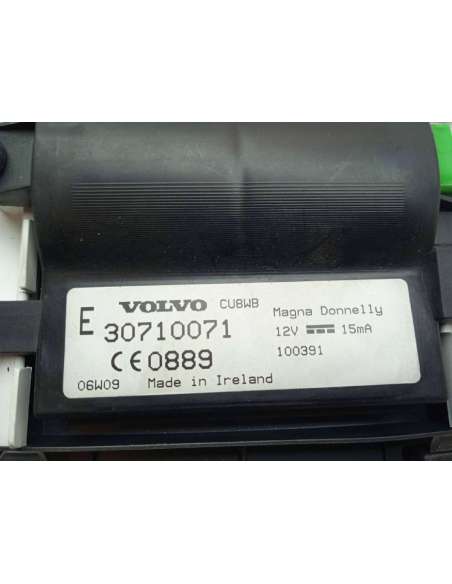 VOLVO CU8WB
E 30710071
CE0889
06W09 Made in Ireland
Magna Donnelly
12V 15mA
100391